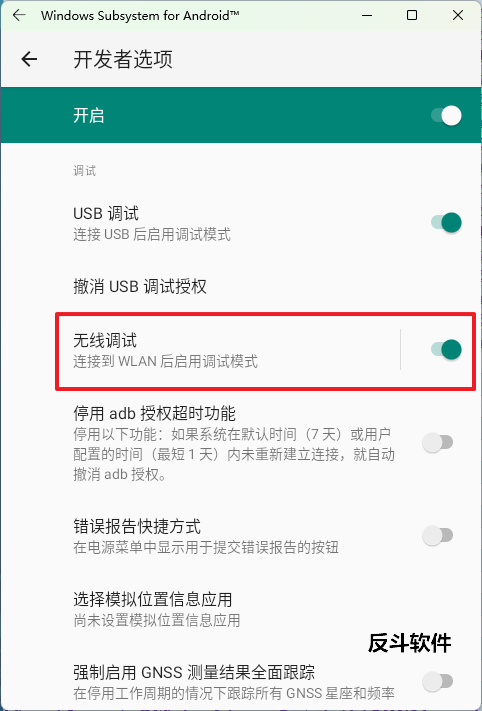 Windows Subsystem for Android™
开发者选项
开启
调试
USB 调试
连接 USB 后启用调试模式
撤消 USB 调试授权
无线调试
连接到 WLAN 后启用调试模式
停用 adb 授权超时功能
停用以下功能：如果系统在默认时间（7 天）或用户
配置的时间（最短 1 天）内未重新建立连接，就自动
撤消 adb 授权。
错误报告快捷方式
在电源菜单中显示用于提交错误报告的按钮
选择模拟位置信息应用
尚未设置模拟位置信息应用
反斗软件
强制启用 GNSS 测量结果全面跟踪
在停用工作周期的情况下跟踪所有 GNSS 星座和频率